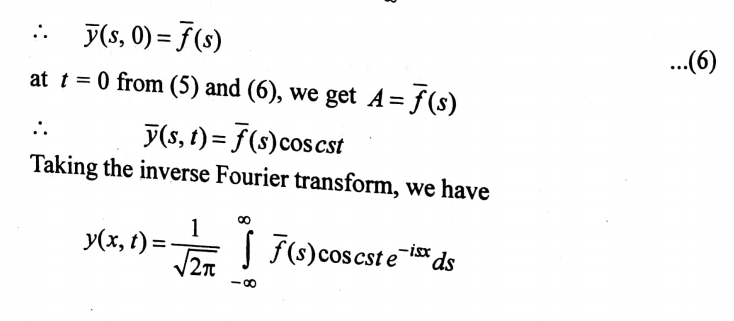 ∴ ȳ(s, 0) = f̄(s) ...(6)
at t = 0 from (5) and (6), we get A = f̄(s)
∴ ȳ(s, t) = f̄(s) cos cst
Taking the inverse Fourier transform, we have
y(x, t) = 1/√2π ∫_{-∞}^{∞} f̄(s) cos cst e^{-isx} ds